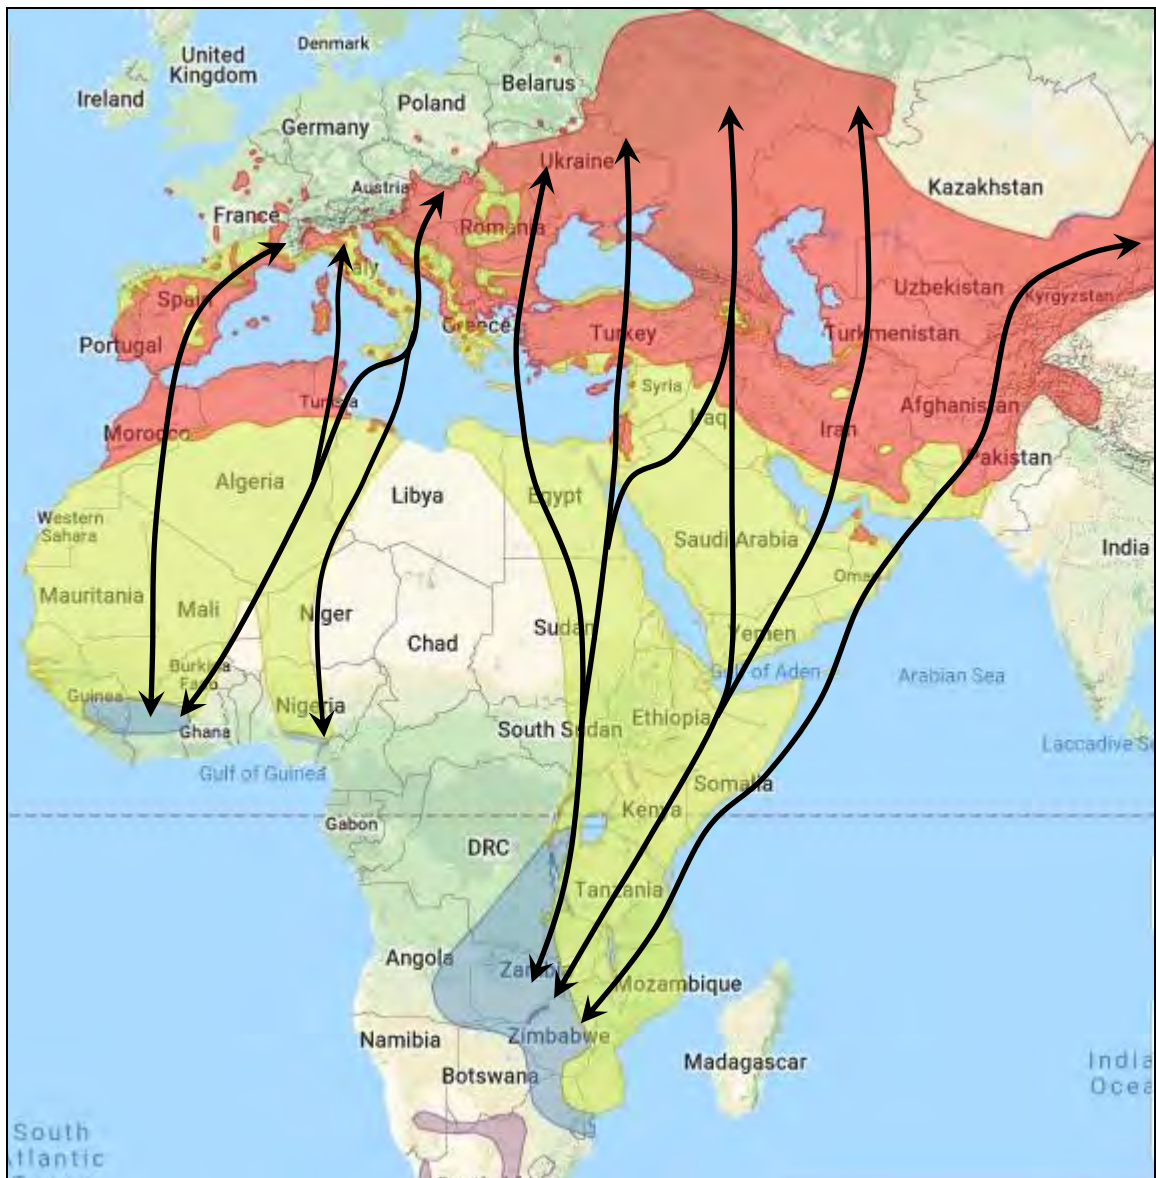 Denmark
United
Kingdom
Belarus
Ireland
Poland
Germany
Ukraine
Austria
Kazakhstan
France
Romania
Italy
Uzbekistan
Spain
Kyrgyzstan
Greece
Turkey
Turkmenistan
Portugal
Syria
Tunisia
Afghanistan
Iraq
Iran
Morocco
Pakistan
Algeria
Libya
Egypt
Western
Sahara
Saudi Arabia
India
Oman
Mauritania
Mali
Niger
Sudan
Yemen
Chad
Burkina
Faso
Gulf of Aden
Arabian Sea
Guinea
Nigeria
Ethiopia
Ghana
South Sudan
Laccadive Se
Gulf of Guinea
Somalia
Kenya
Gabon
DRC
Tanzania
Angola
Zambia
Mozambique
Zimbabwe
Namibia
Madagascar
India
Ocea
Botswana
South
tlantic